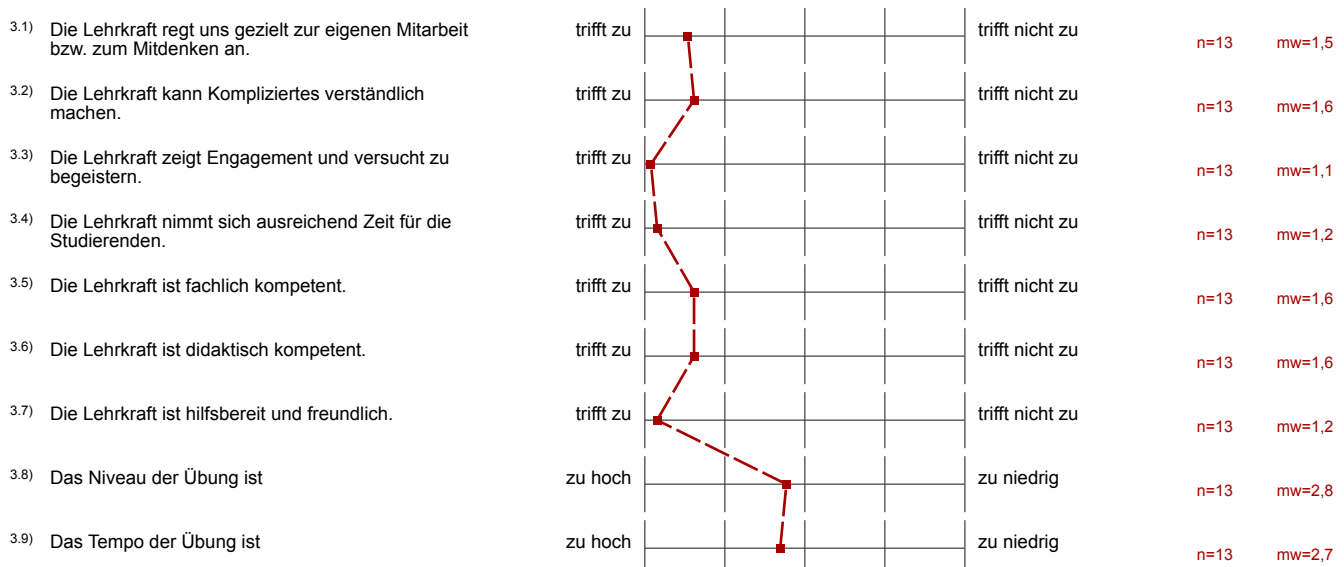 3.1) Die Lehrkraft regt uns gezielt zur eigenen Mitarbeit
bzw. zum Mitdenken an.
trifft zu trifft nicht zu n=13 mw=1,5
3.2) Die Lehrkraft kann Kompliziertes verständlich
machen.
trifft zu trifft nicht zu n=13 mw=1,6
3.3) Die Lehrkraft zeigt Engagement und versucht zu
begeistern.
trifft zu trifft nicht zu n=13 mw=1,1
3.4) Die Lehrkraft nimmt sich ausreichend Zeit für die
Studierenden.
trifft zu trifft nicht zu n=13 mw=1,2
3.5) Die Lehrkraft ist fachlich kompetent.
trifft zu trifft nicht zu n=13 mw=1,6
3.6) Die Lehrkraft ist didaktisch kompetent.
trifft zu trifft nicht zu n=13 mw=1,6
3.7) Die Lehrkraft ist hilfsbereit und freundlich.
trifft zu trifft nicht zu n=13 mw=1,2
3.8) Das Niveau der Übung ist
zu hoch zu niedrig n=13 mw=2,8
3.9) Das Tempo der Übung ist
zu hoch zu niedrig n=13 mw=2,7